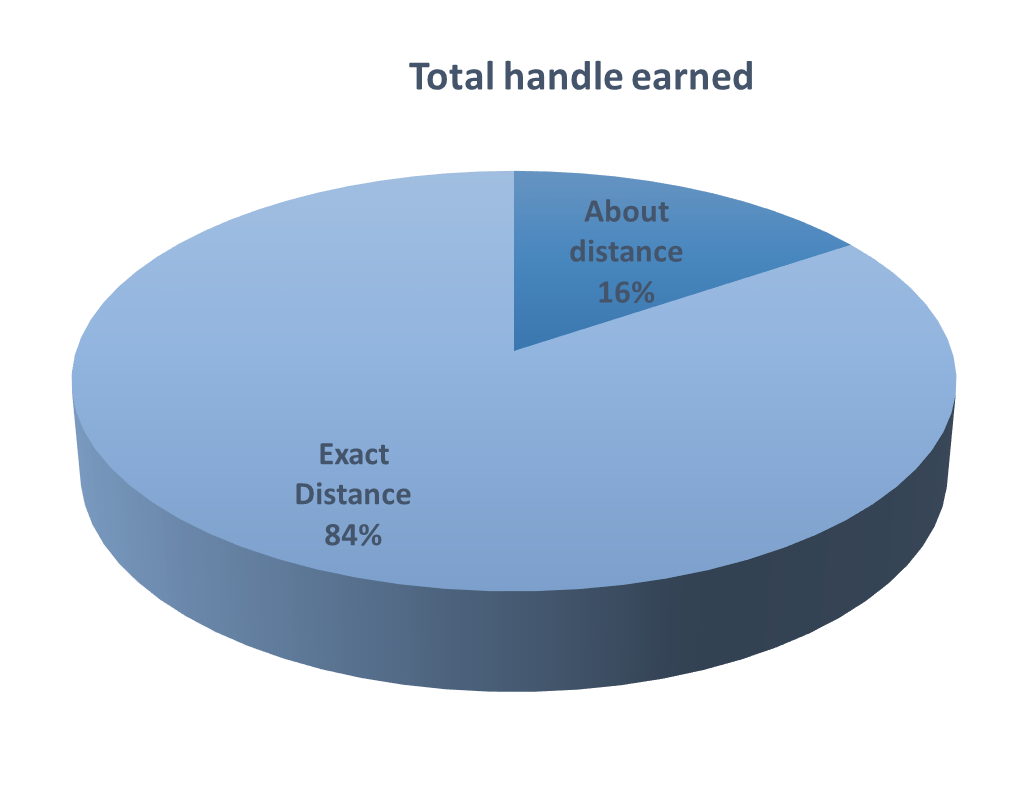 Total handle earned
About
distance
16%
Exact
Distance
84%